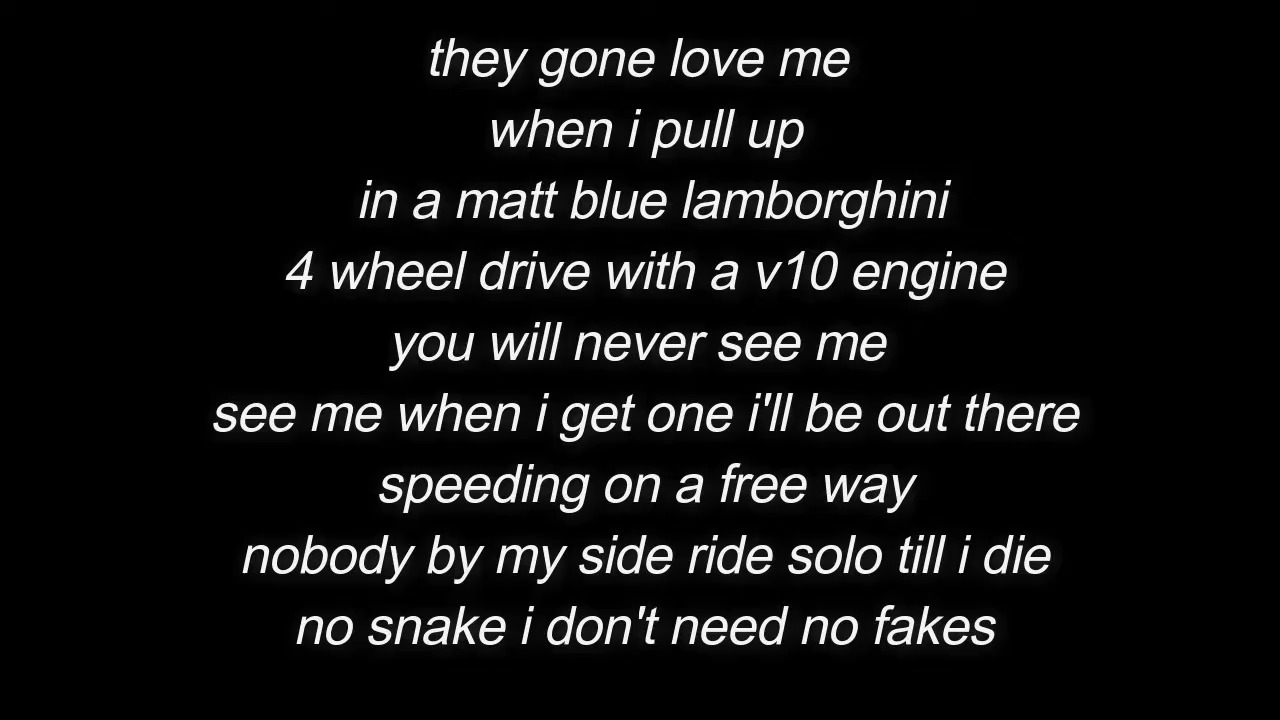 they gone love me
when i pull up
in a matt blue lamborghini
4 wheel drive with a v10 engine
you will never see me
see me when i get one i'll be out there
speeding on a free way
nobody by my side ride solo till i die
no snake i don't need no fakes